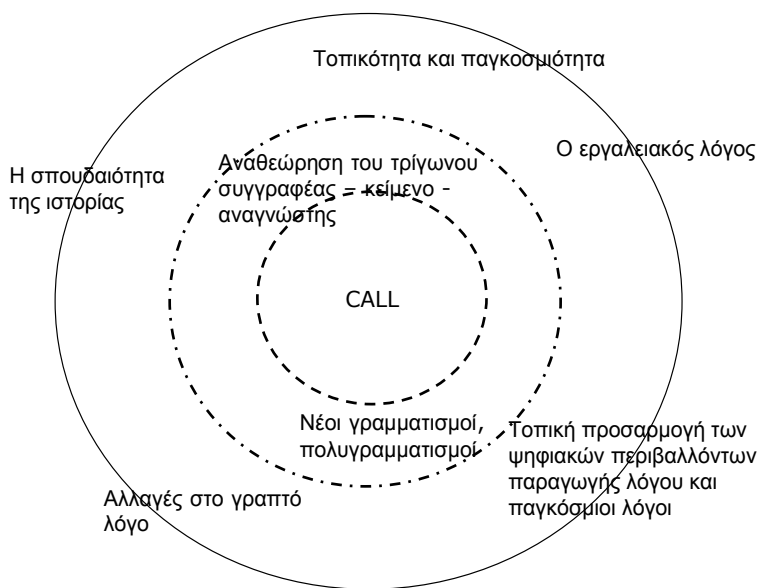 Τοπικότητα και παγκοσμιότητα
Ο εργαλειακός λόγος
Η σπουδαιότητα
της ιστορίας
Αναθεώρηση του τρίγωνου
συγγραφέας – κείμενο -
αναγνώστης
CALL
Νέοι γραμματισμοί,
πολυγραμματισμοί
Τοπική προσαρμογή των
ψηφιακών περιβαλλόντων
παραγωγής λόγου και
παγκόσμιοι λόγοι
Αλλαγές στο γραπτό
λόγο